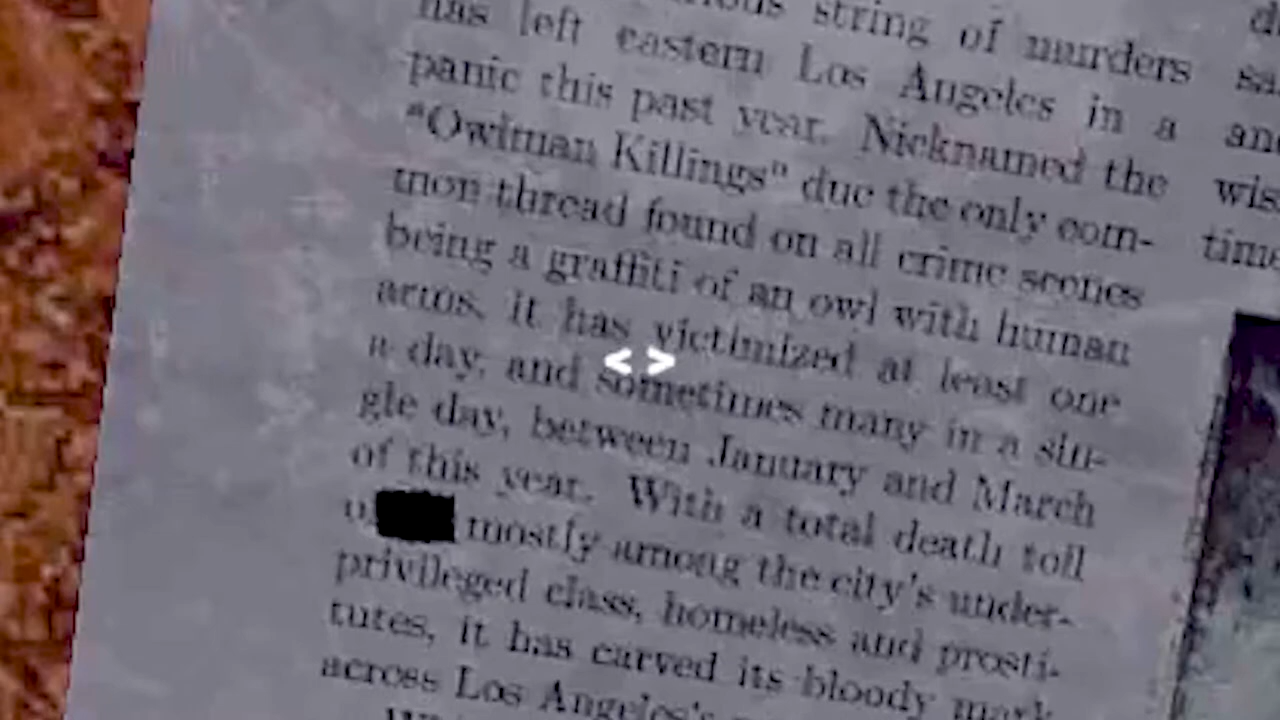 string of murders
has left eastern Los Angeles in a
panic this past year. Nicknamed the
"Owlman Killings" due the only com-
mon thread found on all crime scenes
being a graffiti of an owl with human
arms, it has victimized at least one
a day, and sometimes many in a sin-
gle day, between January and March
of this year. With a total death toll
mostly among the city's under-
privileged class, homeless and prosti-
tutes, it has carved its bloody mark
across Los Angeles's
< >